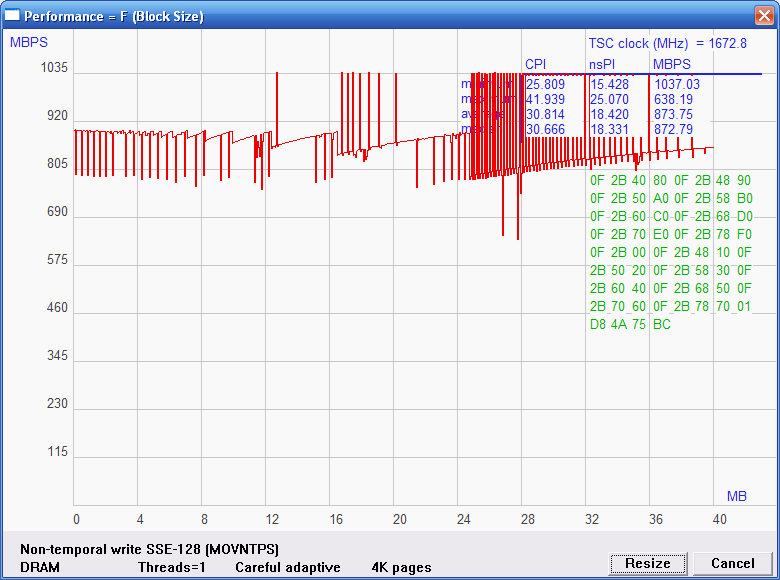 Performance = F (Block Size)
MBPS
TSC clock (MHz) = 1672.8
CPI nsPI MBPS
25.809 15.428 1037.03
41.939 25.070 638.19
30.814 18.420 873.75
30.666 18.331 872.79
1035
920
805
690
575
460
345
230
115
0F 2B 40 80 0F 2B 48 90
0F 2B 50 A0 0F 2B 58 B0
0F 2B 60 C0 0F 2B 68 D0
0F 2B 70 E0 0F 2B 78 F0
0F 2B 00 0F 2B 48 10 0F
2B 50 20 0F 2B 58 30 0F
2B 60 40 0F 2B 68 50 0F
2B 70 60 0F 2B 78 70 01
D8 4A 75 BC
MB
0 4 8 12 16 20 24 28 32 36 40
Non-temporal write SSE-128 (MOVNTPS)
DRAM Threads=1 Careful adaptive 4K pages
Resize Cancel